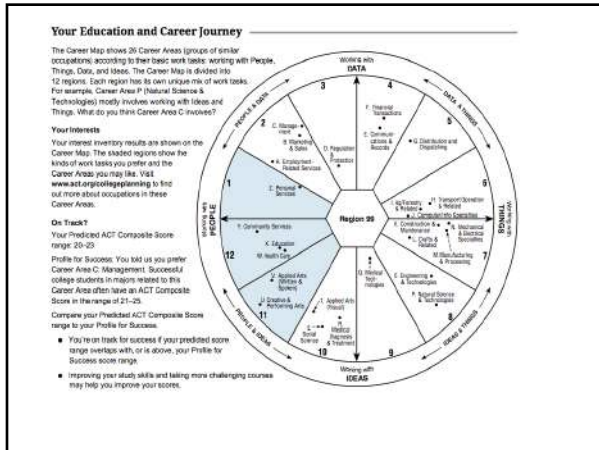 Your Education and Career Journey
The Career Map shows 26 Career Areas (groups of similar
occupations) according to their basic work tasks: working with People,
Things, Data, and Ideas. The Career Map is divided into
12 regions. Each region has its own unique mix of work tasks.
For example, Career Area P (Natural Science &
Technologies) mostly involves working with Ideas and
Things. What do you think Career Area C involves?
Your Interests
Your interest inventory results are shown on the
Career Map. The shaded regions show the
kinds of work tasks you prefer and the
Career Areas you may like. Visit
www.act.org/collegeplanning to find
out more about occupations in these
Career Areas.
On Track?
Your Predicted ACT Composite Score
range: 20–23
Profile for Success: You told us you prefer
Career Area C: Management. Successful
college students in majors related to this
Career Area often have an ACT Composite
Score in the range of 21–25.
Compare your Predicted ACT Composite Score
range to your Profile for Success.
■ You're on track for success if your predicted score
range overlaps with, or is above, your Profile for
Success score range.
■ Improving your study skills and taking more challenging courses
may help you improve your scores.
Working with
DATA
PEOPLE & DATA
DATA & THINGS
3
4
2
5
1
6
12
7
11
8
10
9
C. Manage-
ment
B. Marketing
& Sales
A. Employment-
Related Services
D. Regulation
&
Protection
F. Financial
Transactions
E. Communi-
cations &
Records
G. Distribution and
Dispatching
Z. Personal
Services
Working with
PEOPLE
Region 99
H. Transport Operation
& Related
I. Ag/Forestry
& Related
J. Computer/Info Specialties
K. Construction &
Maintenance
L. Crafts &
Related
N. Mechanical
& Electrical
Specialties
M. Manufacturing
& Processing
Working with
THINGS
Y. Community Services
X. Education
W. Health Care
V. Applied Arts
(Written &
Spoken)
U. Creative &
Performing Arts
T. Applied Arts
(Visual)
S.
Social
Science
R.
Medical
Diagnosis
& Treatment
Q. Medical
Tech-
nologies
O. Engineering
& Technologies
P. Natural Science
& Technologies
PEOPLE & IDEAS
IDEAS & THINGS
Working with
IDEAS